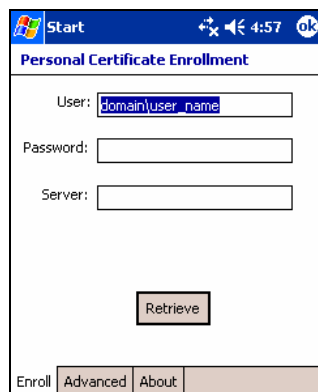 Start 4:57 ok
Personal Certificate Enrollment
User: domain\user_name
Password:
Server:
Retrieve
Enroll Advanced About